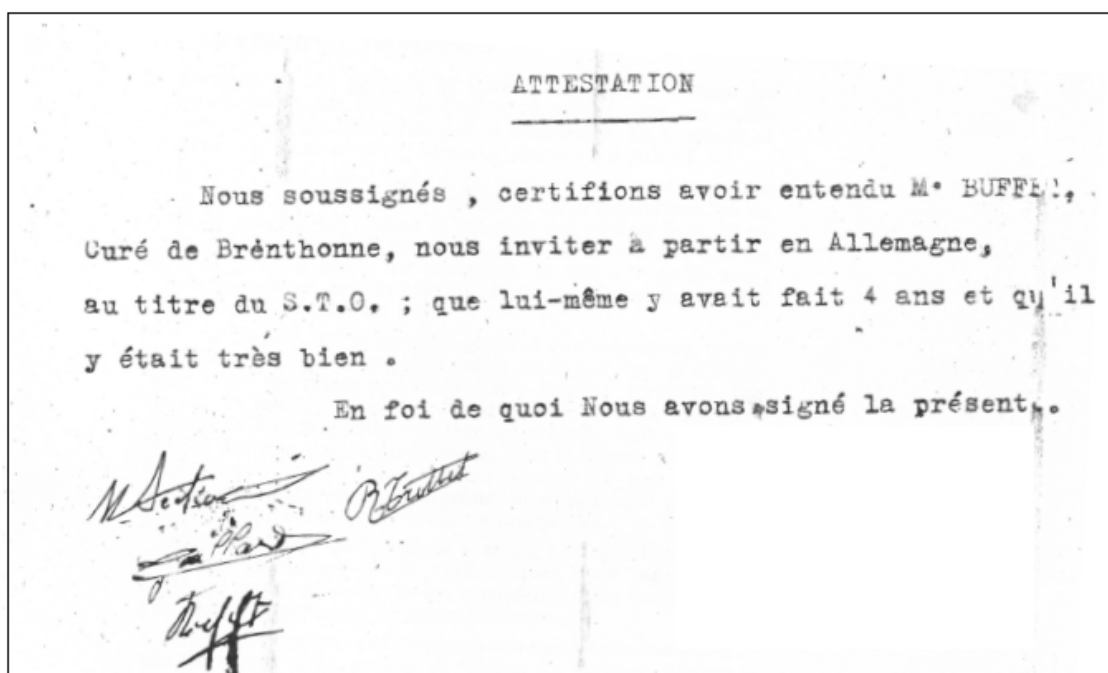 ATTESTATION
Nous soussignés , certifions avoir entendu M. BUFFET,
Curé de Brenthonne, nous inviter à partir en Allemagne,
au titre du S.T.O. ; que lui-même y avait fait 4 ans et qu'il
y était très bien .
En foi de quoi Nous avons signé la présent.